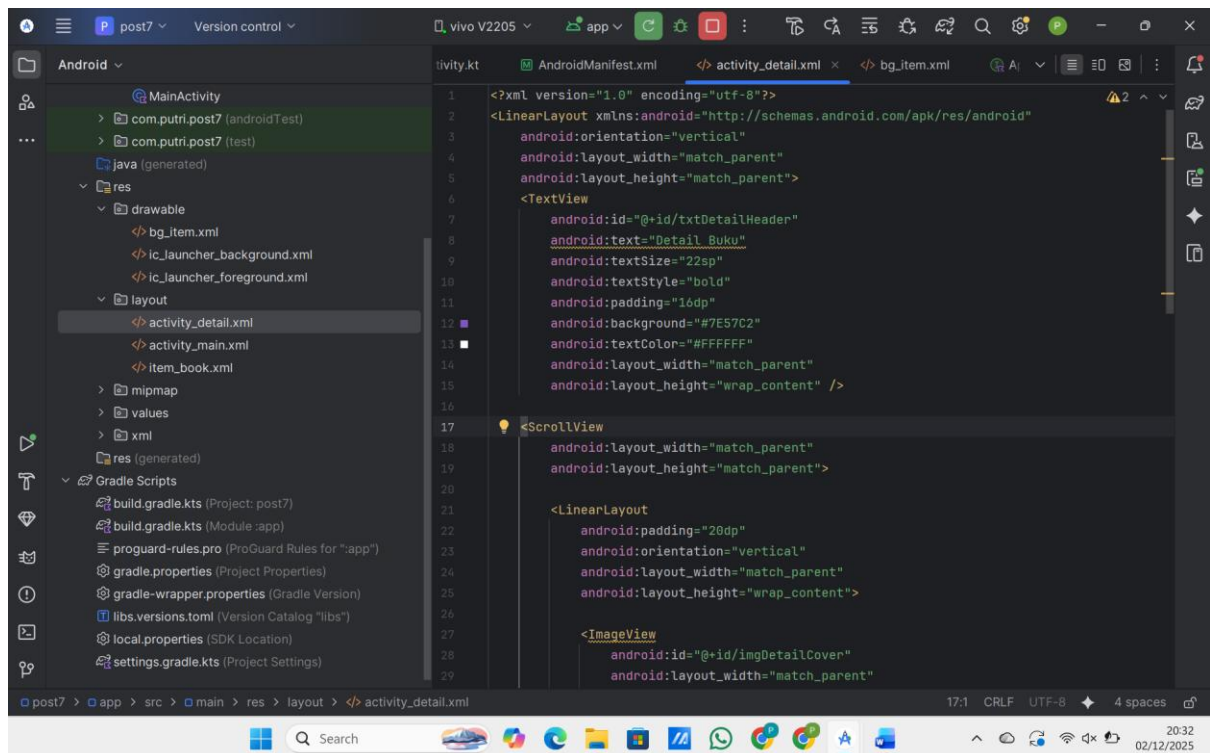 P post7 Version control vivo V2205 app P
Android
MainActivity
com.putri.post7 (androidTest)
com.putri.post7 (test)
java (generated)
res
drawable
bg_item.xml
ic_launcher_background.xml
ic_launcher_foreground.xml
layout
activity_detail.xml
activity_main.xml
item_book.xml
mipmap
values
xml
res (generated)
Gradle Scripts
build.gradle.kts (Project: post7)
build.gradle.kts (Module :app)
proguard-rules.pro (ProGuard Rules for ":app")
gradle.properties (Project Properties)
gradle-wrapper.properties (Gradle Version)
libs.versions.toml (Version Catalog "libs")
local.properties (SDK Location)
settings.gradle.kts (Project Settings)
tivity.kt AndroidManifest.xml activity_detail.xml bg_item.xml
2
1 <?xml version="1.0" encoding="utf-8"?>
2 <LinearLayout xmlns:android="http://schemas.android.com/apk/res/android"
3 android:orientation="vertical"
4 android:layout_width="match_parent"
5 android:layout_height="match_parent">
6 <TextView
7 android:id="@+id/txtDetailHeader"
8 android:text="Detail Buku"
9 android:textSize="22sp"
10 android:textStyle="bold"
11 android:padding="16dp"
12 android:background="#7E57C2"
13 android:textColor="#FFFFFF"
14 android:layout_width="match_parent"
15 android:layout_height="wrap_content" />
16
17 <ScrollView
18 android:layout_width="match_parent"
19 android:layout_height="match_parent">
20
21 <LinearLayout
22 android:padding="20dp"
23 android:orientation="vertical"
24 android:layout_width="match_parent"
25 android:layout_height="wrap_content">
26
27 <ImageView
28 android:id="@+id/imgDetailCover"
29 android:layout_width="match_parent"
post7 > app > src > main > res > layout > activity_detail.xml 17:1 CRLF UTF-8 4 spaces
Search
20:32
02/12/2025